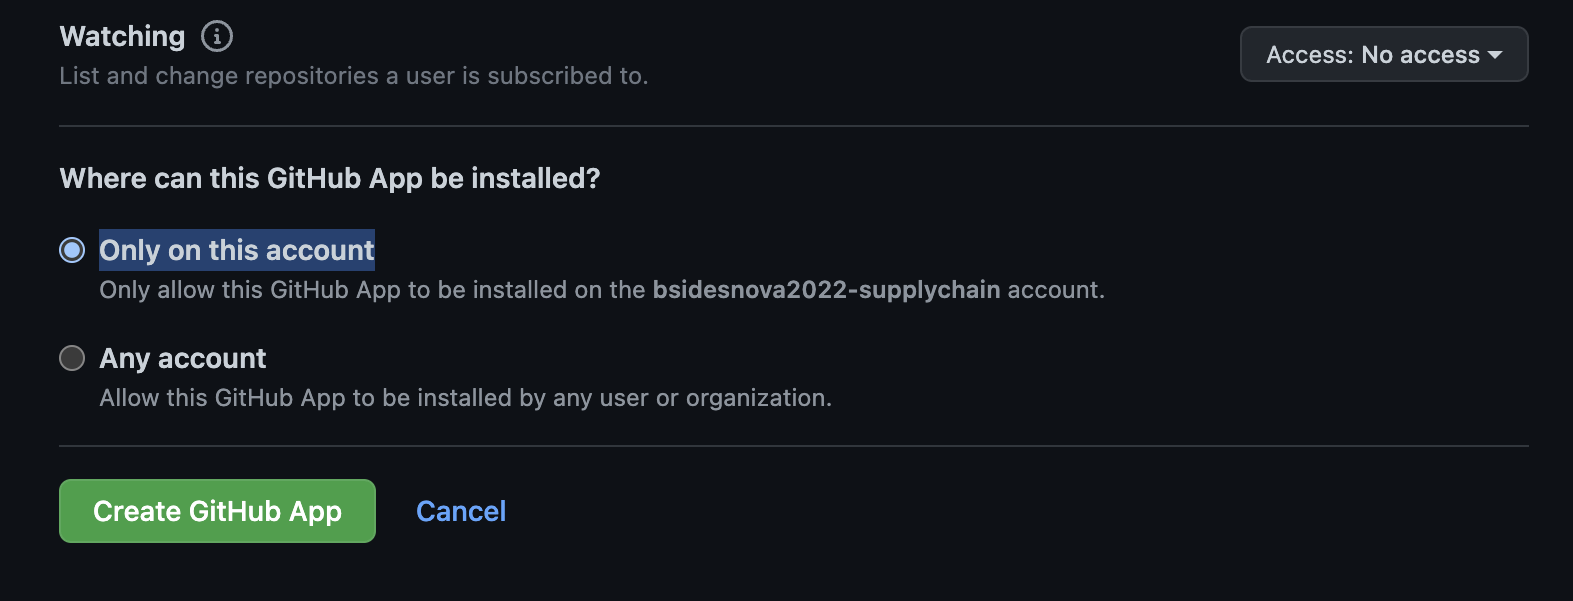 Watching
List and change repositories a user is subscribed to.
Access: No access
Where can this GitHub App be installed?
Only on this account
Only allow this GitHub App to be installed on the bsidesnova2022-supplychain account.
Any account
Allow this GitHub App to be installed by any user or organization.
Create GitHub App
Cancel